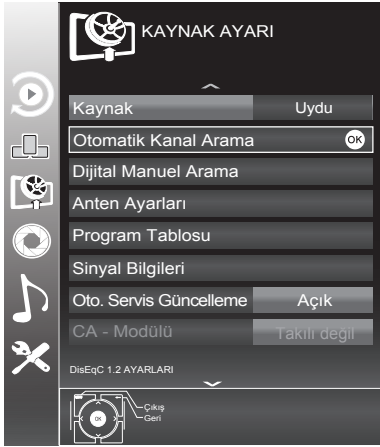 KAYNAK AYARI
Kaynak Uydu
Otomatik Kanal Arama OK
Dijital Manuel Arama
Anten Ayarları
Program Tablosu
Sinyal Bilgileri
Oto. Servis Güncelleme Açık
CA - Modülü Takılı değil
DisEqC 1.2 AYARLARI
OK
Çıkış
Geri